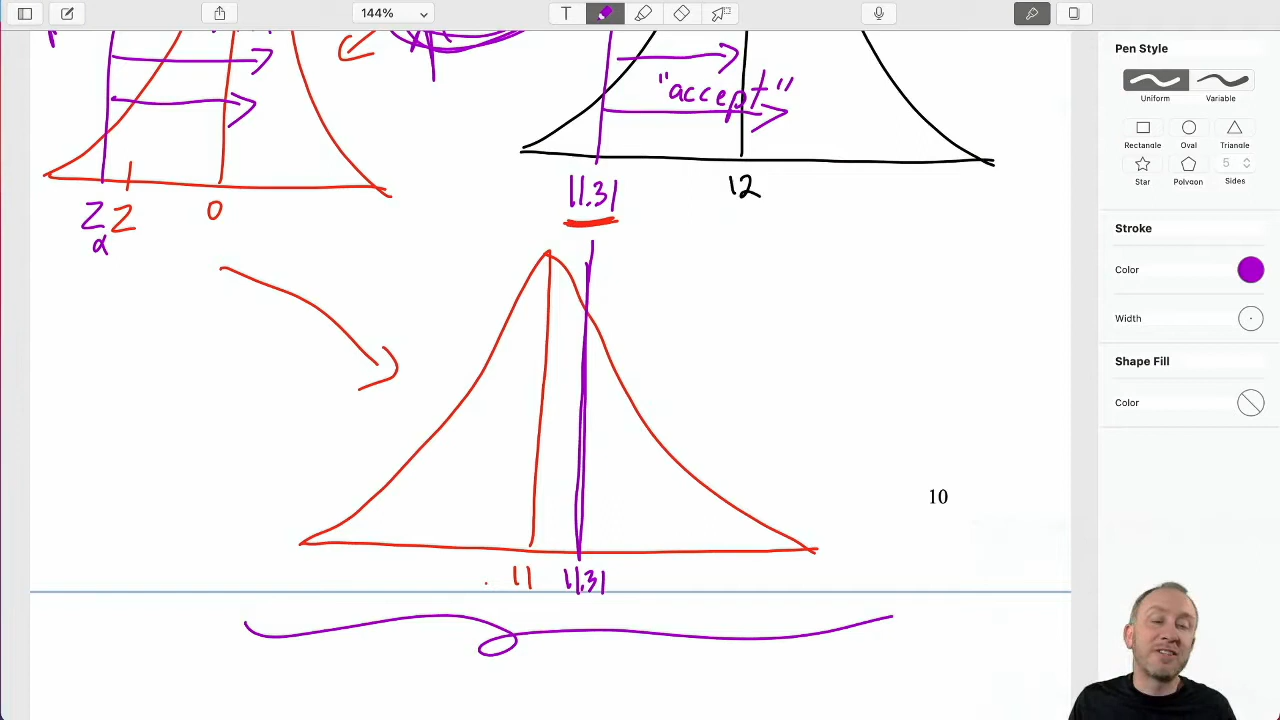 144%
T
Pen Style
Uniform
Variable
Rectangle
Oval
Triangle
Star
Polygon
5 Sides
Stroke
Color
Width
Shape Fill
Color
"accept"
11.31
12
Z Z 0
α
10
11 11.31